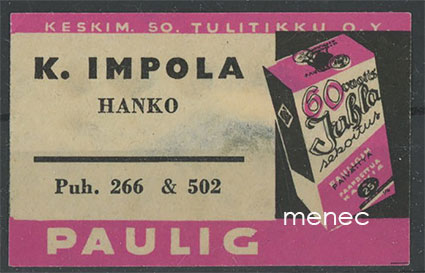 KESKIM. 50. TULITIKKU O.Y.
K. IMPOLA
HANKO
Puh. 266 & 502
60 vuotis
Juhla
sekoitus
PAULIG
menec